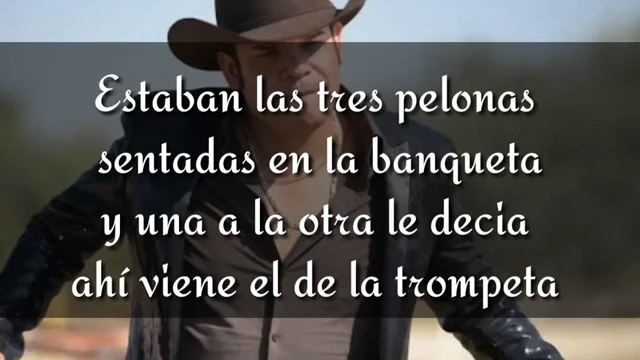 Estaban las tres pelonas
sentadas en la banqueta
y una a la otra le decia
ahí viene el de la trompeta